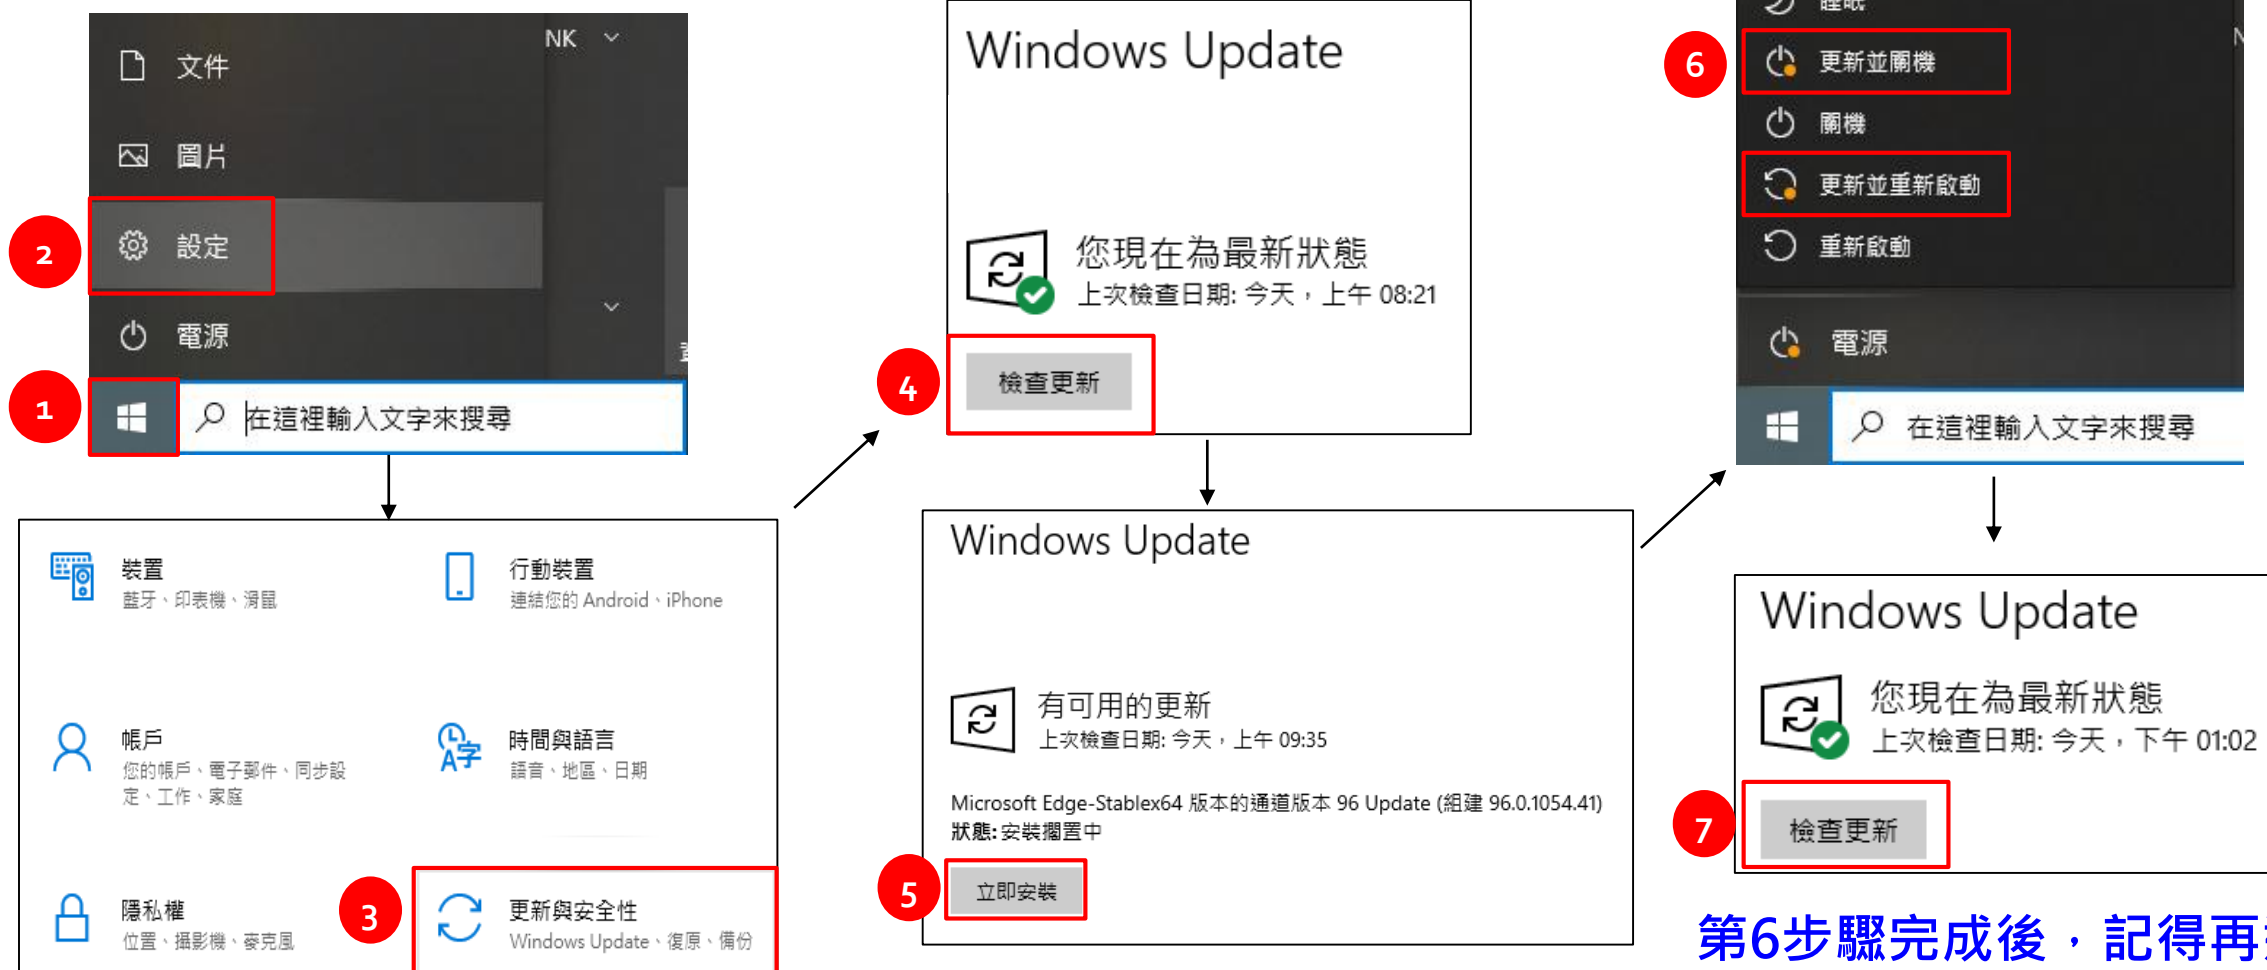 NK
文件
圖片
2
設定
電源
1
在這裡輸入文字來搜尋
裝置
藍牙、印表機、滑鼠
行動裝置
連結您的 Android、iPhone
帳戶
您的帳戶、電子郵件、同步設
定、工作、家庭
時間與語言
語音、地區、日期
隱私權
位置、攝影機、麥克風
3
更新與安全性
Windows Update、復原、備份
Windows Update
您現在為最新狀態
上次檢查日期: 今天，上午 08:21
4
檢查更新
Windows Update
有可用的更新
上次檢查日期: 今天，上午 09:35
Microsoft Edge-Stablex64 版本的通道版本 96 Update (組建 96.0.1054.41)
狀態: 安裝擱置中
5
立即安裝
睡眠
6
更新並關機
關機
更新並重新啟動
重新啟動
電源
在這裡輸入文字來搜尋
Windows Update
您現在為最新狀態
上次檢查日期: 今天，下午 01:02
7
檢查更新
第6步驟完成後，記得再